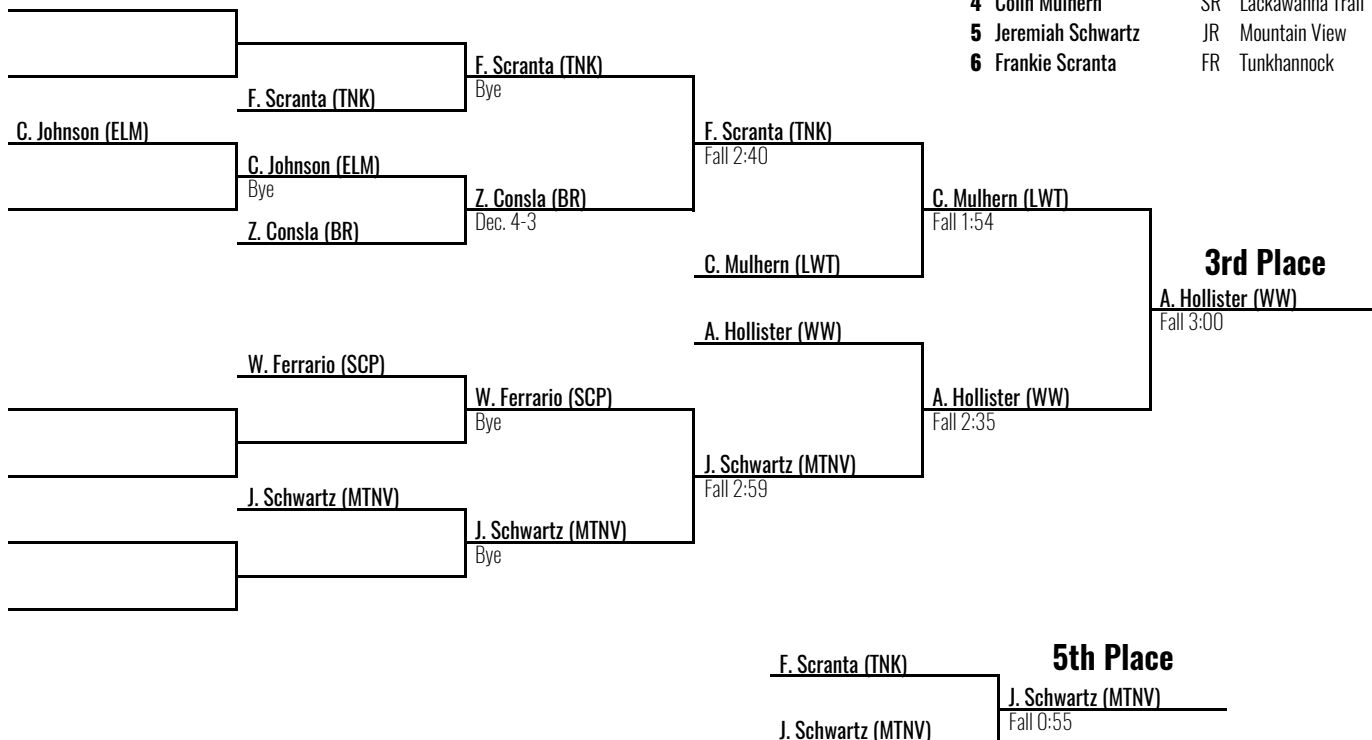 4 Colin Mulhern SR Lackawanna Trail
5 Jeremiah Schwartz JR Mountain View
6 Frankie Scranta FR Tunkhannock
F. Scranta (TNK)
Bye
F. Scranta (TNK)
C. Johnson (ELM)
F. Scranta (TNK)
Fall 2:40
C. Johnson (ELM)
Bye
Z. Consla (BR)
Dec. 4-3
C. Mulhern (LWT)
Fall 1:54
Z. Consla (BR)
C. Mulhern (LWT)
3rd Place
A. Hollister (WW)
Fall 3:00
A. Hollister (WW)
W. Ferrario (SCP)
W. Ferrario (SCP)
Bye
A. Hollister (WW)
Fall 2:35
J. Schwartz (MTNV)
Fall 2:59
J. Schwartz (MTNV)
J. Schwartz (MTNV)
Bye
5th Place
F. Scranta (TNK)
J. Schwartz (MTNV)
Fall 0:55
J. Schwartz (MTNV)